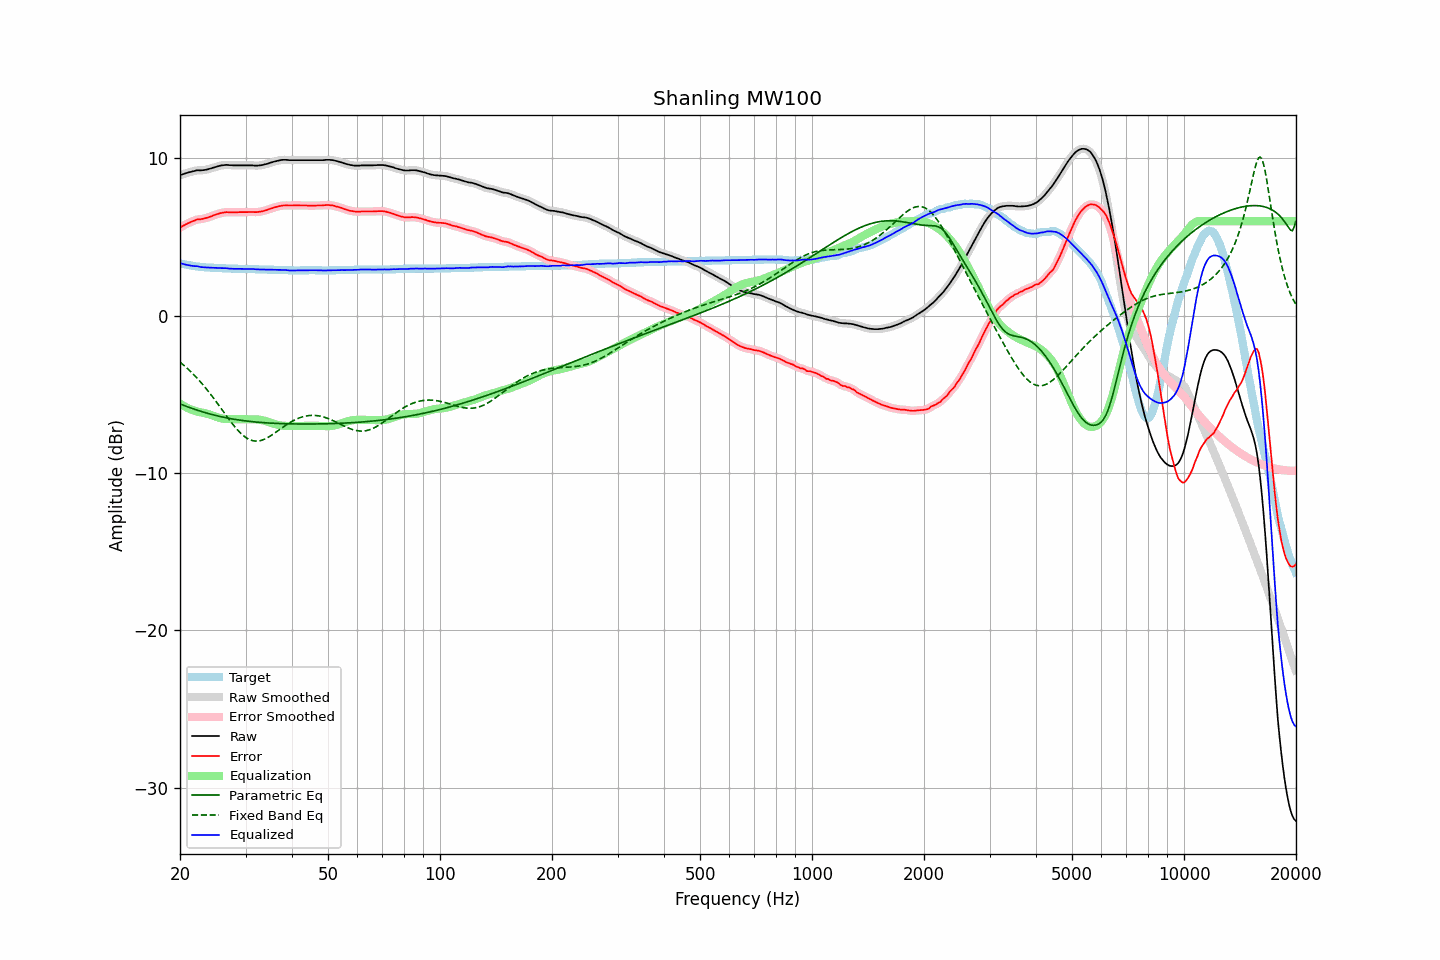 Shanling MW100
Amplitude (dBr)
10
0
−10
−20
−30
Target
Raw Smoothed
Error Smoothed
Raw
Error
Equalization
Parametric Eq
Fixed Band Eq
Equalized
20 50 100 200 500 1000 2000 5000 10000 20000
Frequency (Hz)